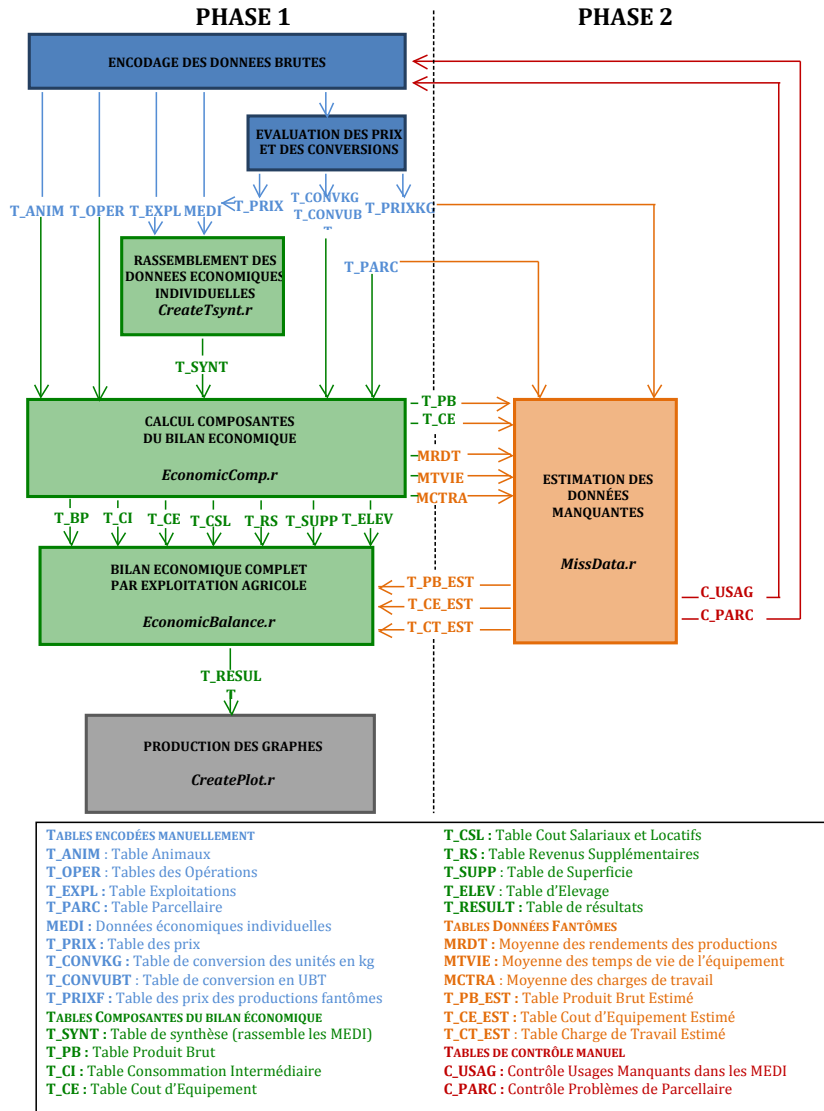 PHASE 1
PHASE 2
ENCODAGE DES DONNEES BRUTES
EVALUATION DES PRIX
ET DES CONVERSIONS
T_ANIM
T_OPER
T_EXPL
MEDI
T_PRIX
T_CONVKG
T_CONVUB
T
T_PRIXKG
RASSEMBLEMENT DES
DONNEES ECONOMIQUES
INDIVIDUELLES
CreateTsynt.r
T_PARC
T_SYNT
CALCUL COMPOSANTES
DU BILAN ECONOMIQUE
EconomicComp.r
T_PB
T_CE
MRDT
MTVIE
MCTRA
ESTIMATION DES
DONNÉES
MANQUANTES
MissData.r
T_BP
T_CI
T_CE
T_CSL
T_RS
T_SUPP
T_ELEV
BILAN ECONOMIQUE COMPLET
PAR EXPLOITATION AGRICOLE
EconomicBalance.r
T_PB_EST
T_CE_EST
T_CT_EST
C_USAG
C_PARC
T_RESUL
T
PRODUCTION DES GRAPHES
CreatePlot.r
TABLES ENCODÉES MANUELLEMENT
T_ANIM : Table Animaux
T_OPER : Tables des Opérations
T_EXPL : Table Exploitations
T_PARC : Table Parcellaire
MEDI : Données économiques individuelles
T_PRIX : Table des prix
T_CONVKG : Table de conversion des unités en kg
T_CONVUBT : Table de conversion en UBT
T_PRIXF : Table des prix des productions fantômes
TABLES COMPOSANTES DU BILAN ÉCONOMIQUE
T_SYNT : Table de synthèse (rassemble les MEDI)
T_PB : Table Produit Brut
T_CI : Table Consommation Intermédiaire
T_CE : Table Cout d'Equipement
T_CSL : Table Cout Salariaux et Locatifs
T_RS : Table Revenus Supplémentaires
T_SUPP : Table de Superficie
T_ELEV : Table d'Elevage
T_RESULT : Table de résultats
TABLES DONNÉES FANTÔMES
MRDT : Moyenne des rendements des productions
MTVIE : Moyenne des temps de vie de l'équipement
MCTRA : Moyenne des charges de travail
T_PB_EST : Table Produit Brut Estimé
T_CE_EST : Table Cout d'Equipement Estimé
T_CT_EST : Table Charge de Travail Estimé
TABLES DE CONTRÔLE MANUEL
C_USAG : Contrôle Usages Manquants dans les MEDI
C_PARC : Contrôle Problèmes de Parcellaire